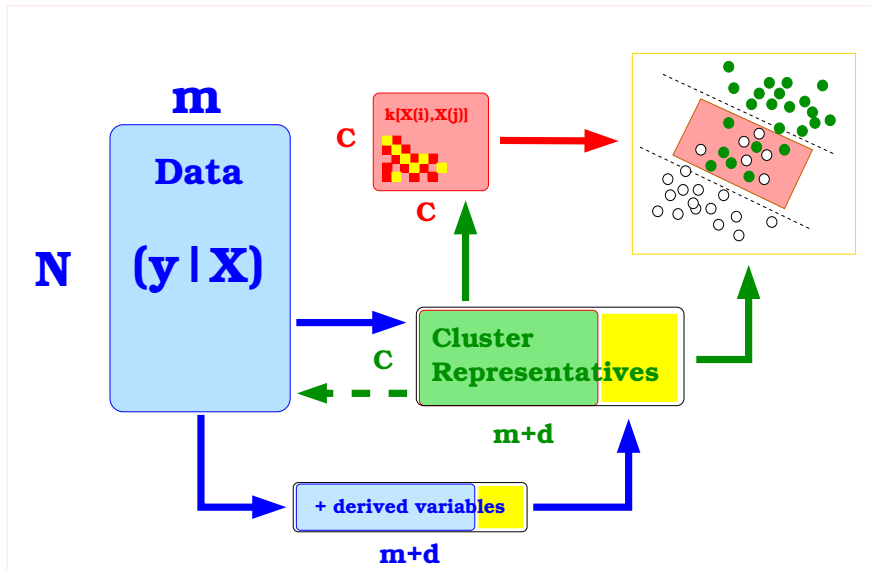 m
Data
(y | X)
N
k[X(i),X(j)]
C
C
Cluster
Representatives
C
m+d
+ derived variables
m+d